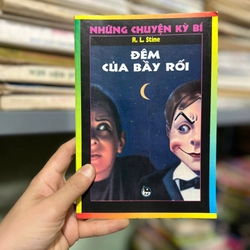 NHỮNG CHUYỆN KỲ BÍ
R. L. Stine
ĐÊM
CỦA BẦY RỐI